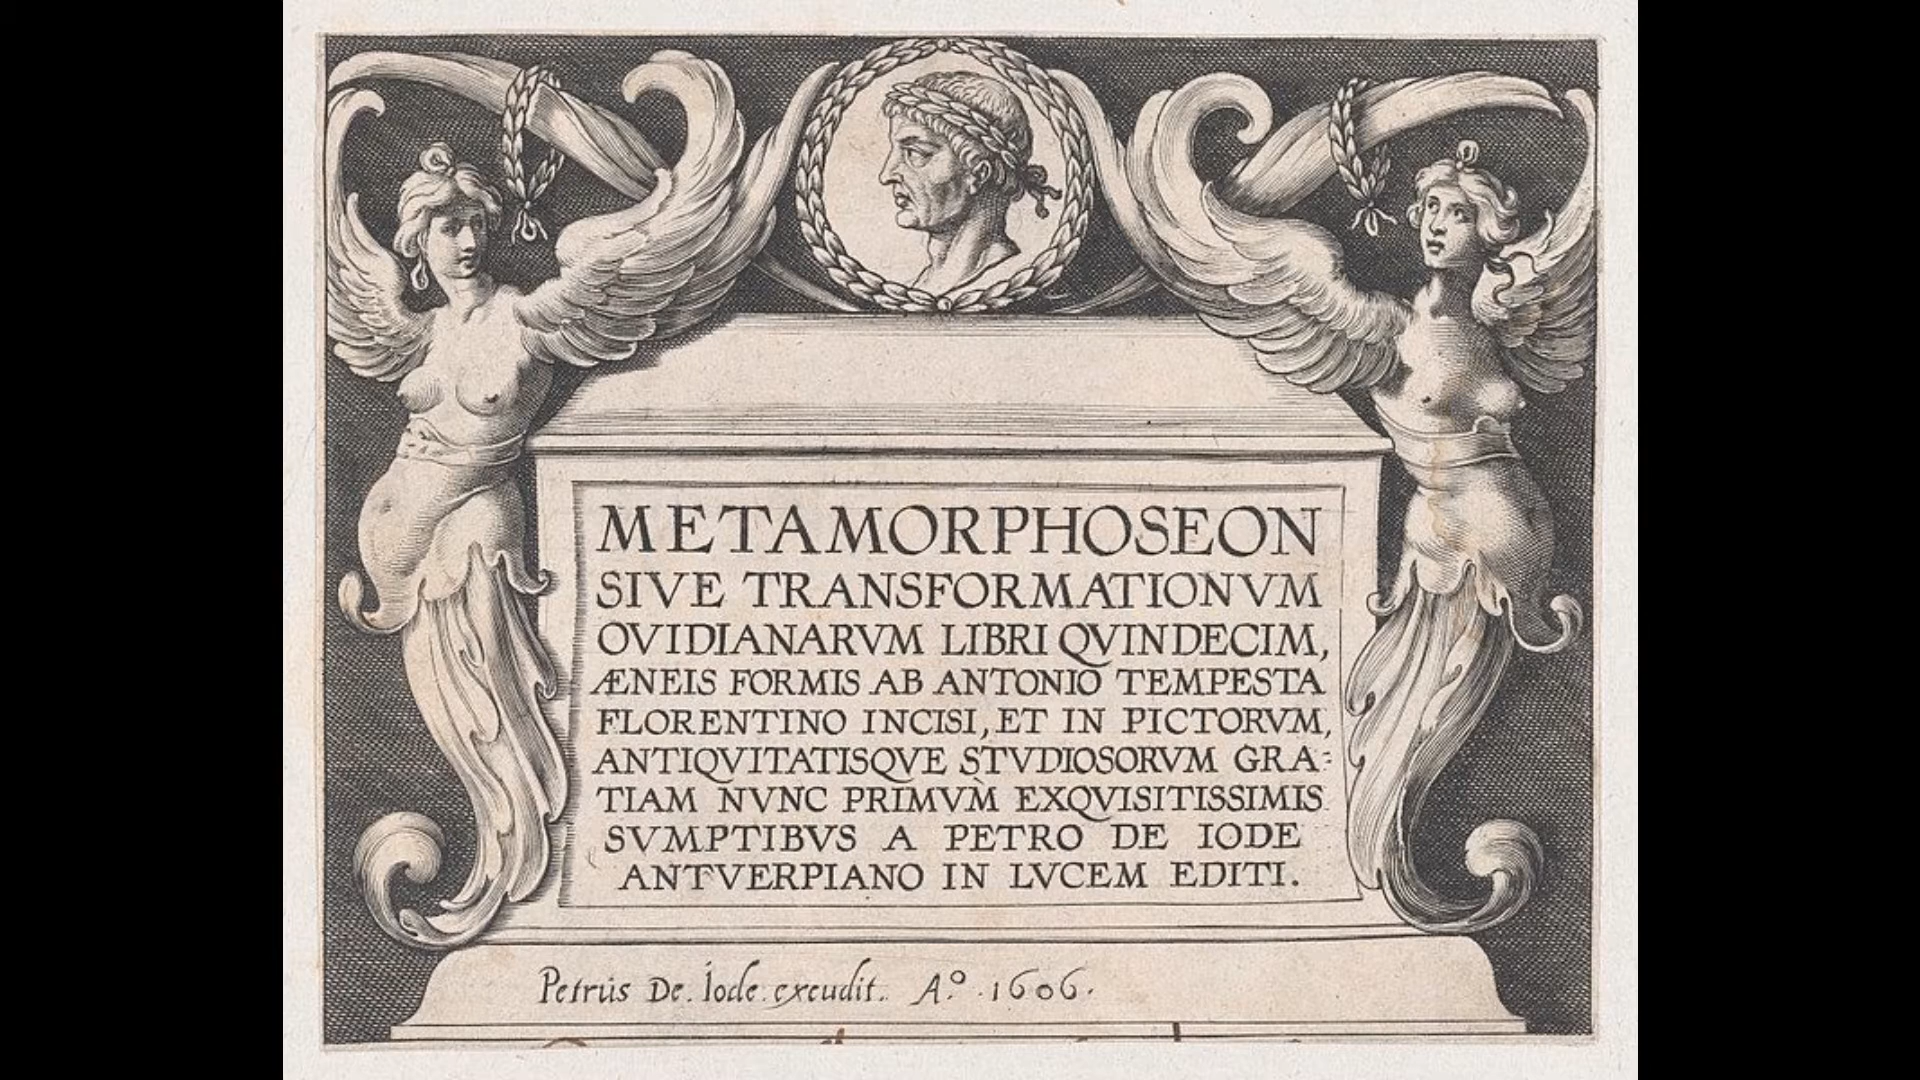 METAMORPHOSEON
SIVE TRANSFORMATIONVM
OVIDIANARVM LIBRI QVINDECIM,
ÆNEIS FORMIS AB ANTONIO TEMPESTA
FLORENTINO INCISI, ET IN PICTORVM,
ANTIQVITATISQVE STVDIOSORVM GRA:
TIAM NVNC PRIMVM̀ EXQVISITISSIMIS
SVMPTIBVS A PETRO DE IODE
ANTVERPIANO IN LVCEM EDITI.
Petrus De. Iode. excudit. A.º .1606.